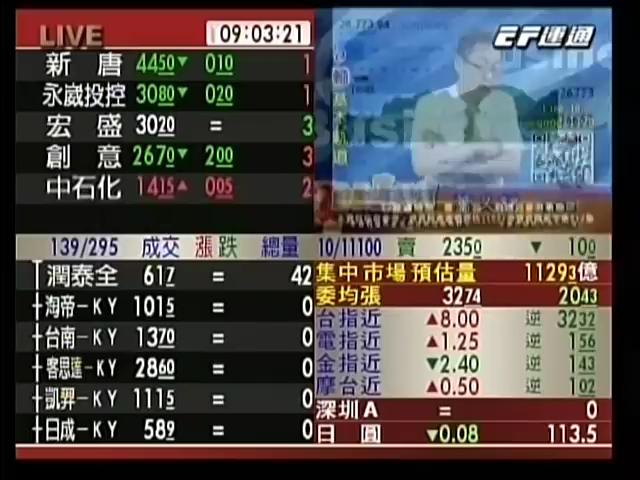 LIVE 09:03:21
EF運通
新 唐 4450▼ 010 1
永崴投控 3080▼ 020 1
宏 盛 3020 = 3
創 意 2670▼ 200 3
中石化 1415▲ 005 2
基本軌道
139/295 成交 漲跌 總量
10/11100 賣 2350 ▼ 100
潤泰全 617 = 42
淘帝-KY 1015 = 0
台南-KY 1370 = 0
客思達-KY 2860 = 0
凱羿-KY 1115 = 0
日成-KY 589 = 0
集中市場預估量 11293億
委均張 3274 2043
台指近 ▲8.00 逆 3232
電指近 ▲1.25 逆 156
金指近 ▼2.40 逆 143
摩台近 ▲0.50 逆 102
深圳A = 0
日 圓 ▼0.08 113.5